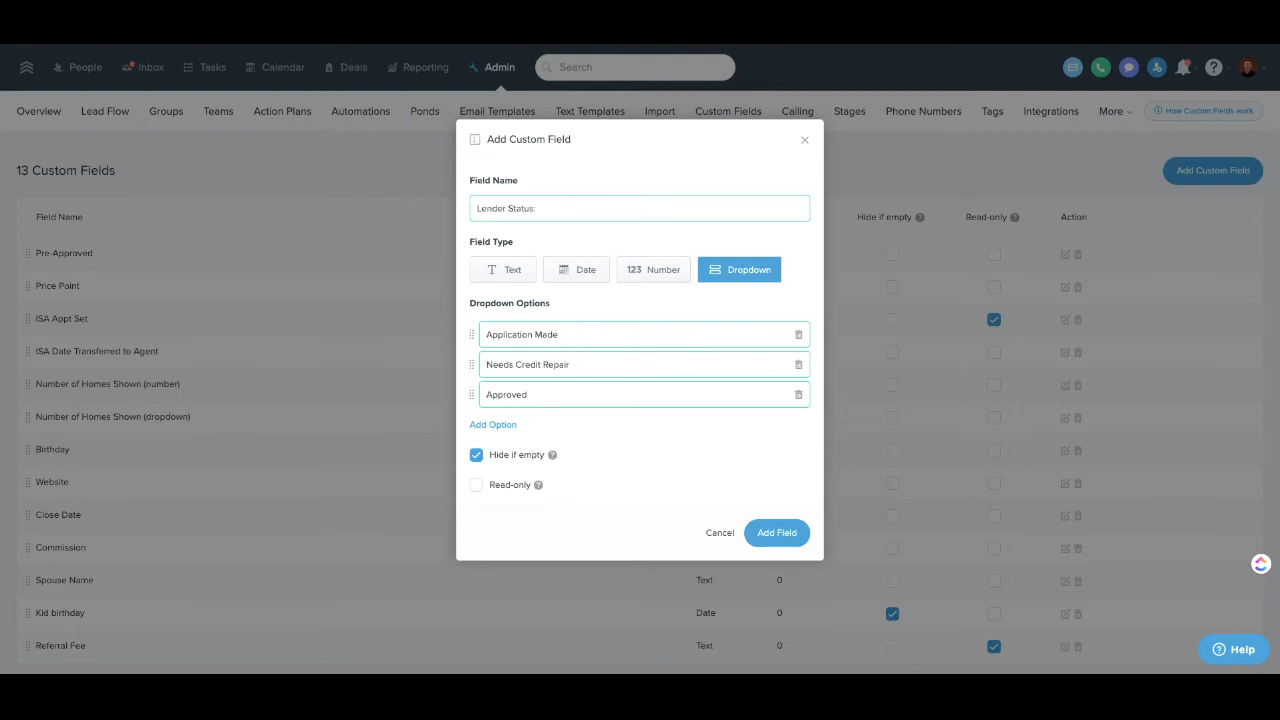 People Inbox Tasks Calendar Deals Reporting Admin Search
Overview Lead Flow Groups Teams Action Plans Automations Ponds Email Templates Text Templates Import Custom Fields Calling Stages Phone Numbers Tags Integrations More How Custom Fields work
Add Custom Field
13 Custom Fields
Add Custom Field
Field Name
Lender Status:
Field Type
Text Date 123 Number Dropdown
Dropdown Options
Application Made
Needs Credit Repair
Approved
Add Option
Hide if empty
Read-only
Cancel Add Field
Field Name Hide if empty Read-only Action
Pre-Approved
Price Point
ISA Appt Set
ISA Date Transferred to Agent
Number of Homes Shown (number)
Number of Homes Shown (dropdown)
Birthday
Website
Close Date
Commission
Spouse Name Text 0
Kid birthday Date 0
Referral Fee Text 0
Help